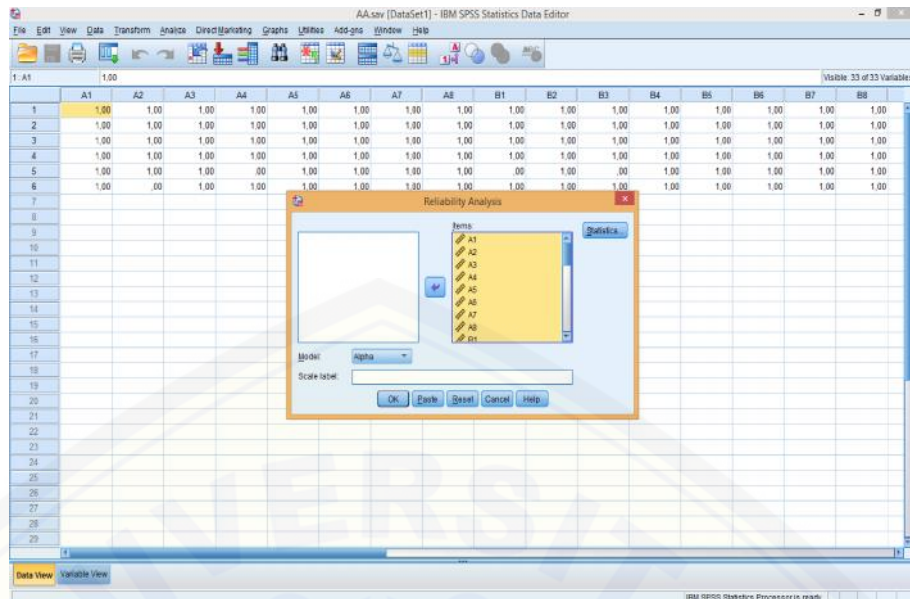 AA.sav [DataSet1] - IBM SPSS Statistics Data Editor
File Edit View Data Transform Analyze Direct Marketing Graphs Utilities Add-ons Window Help
1 : A1 1,00 Visible: 33 of 33 Variables
A1 A2 A3 A4 A5 A6 A7 A8 B1 B2 B3 B4 B5 B6 B7 B8
1 1,00 1,00 1,00 1,00 1,00 1,00 1,00 1,00 1,00 1,00 1,00 1,00 1,00 1,00 1,00 1,00
2 1,00 1,00 1,00 1,00 1,00 1,00 1,00 1,00 1,00 1,00 1,00 1,00 1,00 1,00 1,00 1,00
3 1,00 1,00 1,00 1,00 1,00 1,00 1,00 1,00 1,00 1,00 1,00 1,00 1,00 1,00 1,00 1,00
4 1,00 1,00 1,00 1,00 1,00 1,00 1,00 1,00 1,00 1,00 1,00 1,00 1,00 1,00 1,00 1,00
5 1,00 1,00 1,00 ,00 1,00 1,00 1,00 1,00 ,00 1,00 ,00 1,00 1,00 1,00 1,00 1,00
6 1,00 ,00 1,00 1,00 1,00 1,00 1,00 1,00 1,00 1,00 1,00 1,00 1,00 1,00 1,00 1,00
7
8
9
10
11
12
13
14
15
16
17
18
19
20
21
22
23
24
25
26
27
28
29
Reliability Analysis
Items:
A1
A2
A3
A4
A5
A6
A7
A8
B1
Statistics...
Model: Alpha
Scale label:
OK Paste Reset Cancel Help
Data View Variable View
IBM SPSS Statistics Processor is ready